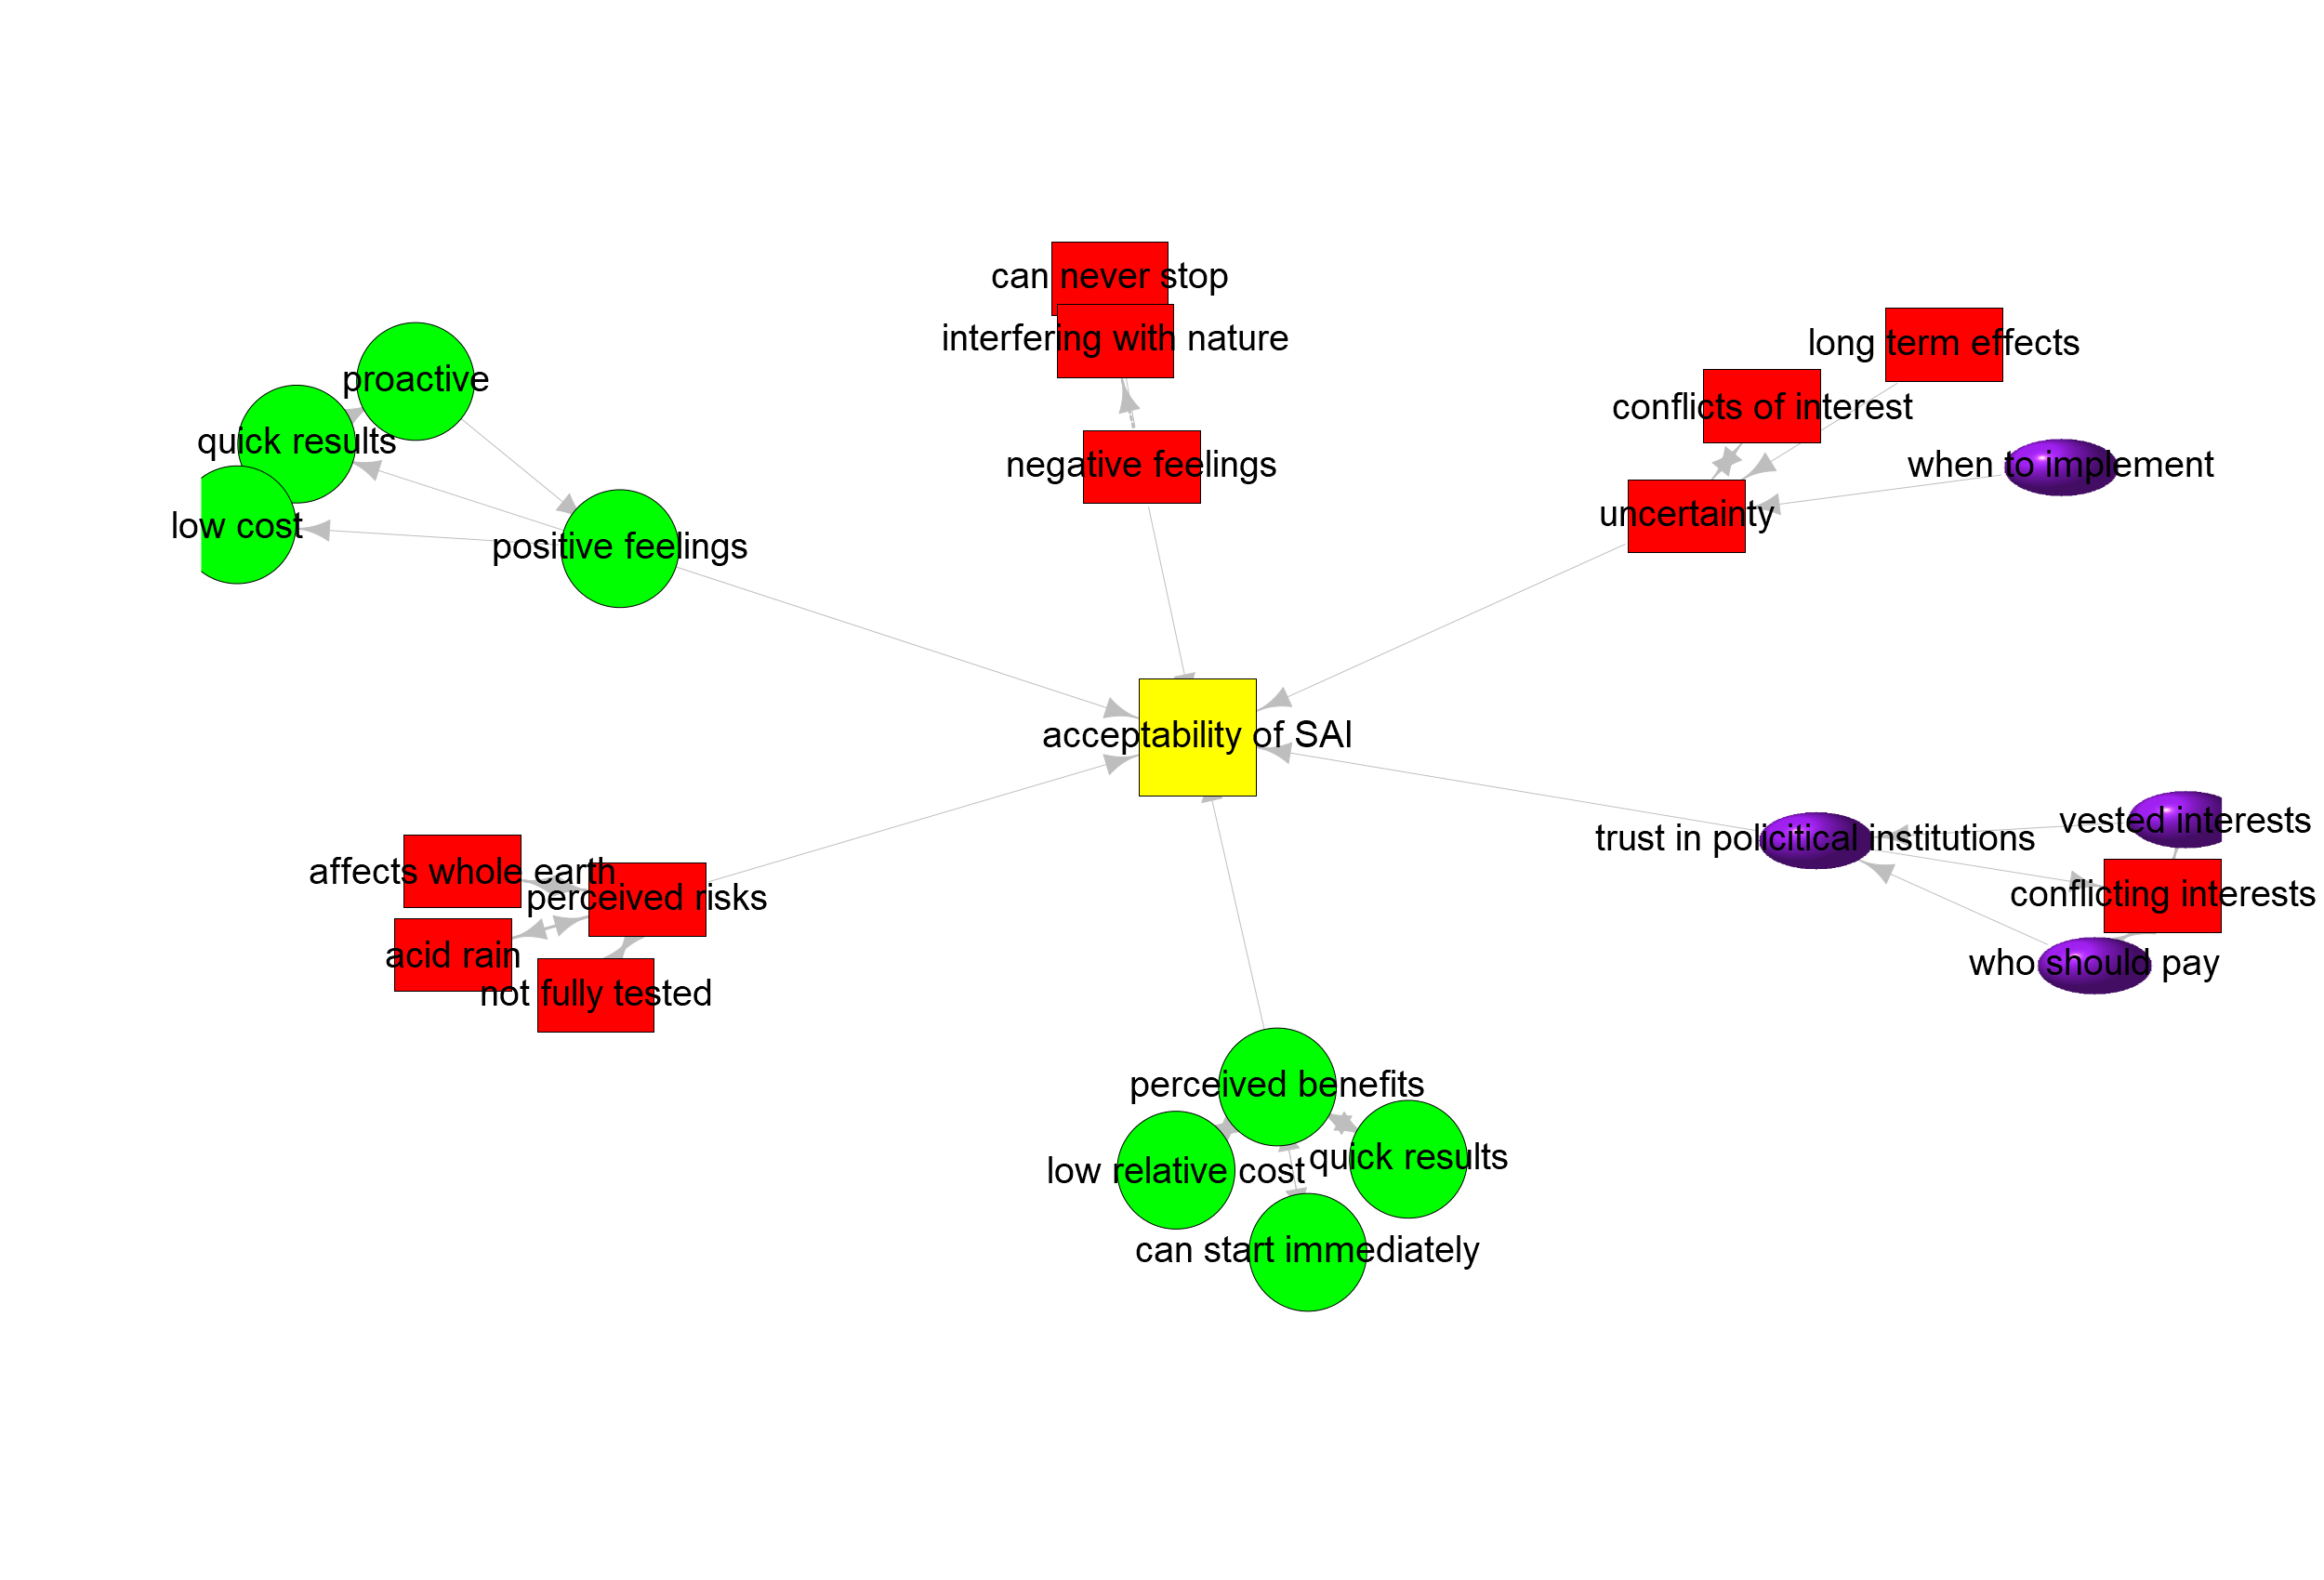 can never stop
interfering with nature
long term effects
proactive
conflicts of interest
quick results
negative feelings
when to implement
low cost
uncertainty
positive feelings
acceptability of SAI
vested interests
trust in policitical institutions
affects whole earth
perceived risks
conflicting interests
acid rain
who should pay
not fully tested
perceived benefits
low relative cost
quick results
can start immediately